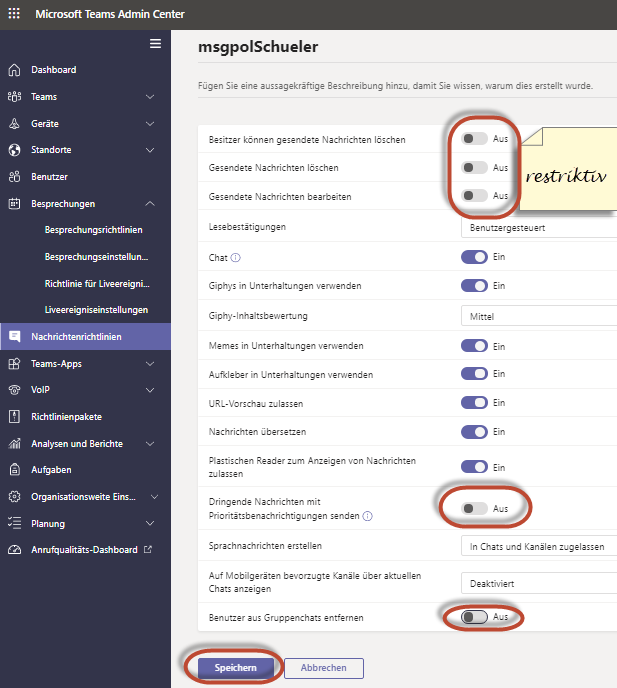 Microsoft Teams Admin Center
Dashboard
Teams
Geräte
Standorte
Benutzer
Besprechungen
Besprechungsrichtlinien
Besprechungseinstellun...
Richtlinie für Liveereigni...
Liveereigniseinstellungen
Nachrichtenrichtlinien
Teams-Apps
VoIP
Richtlinienpakete
Analysen und Berichte
Aufgaben
Organisationsweite Eins...
Planung
Anrufqualitäts-Dashboard
msgpolSchueler
Fügen Sie eine aussagekräftige Beschreibung hinzu, damit Sie wissen, warum dies erstellt wurde.
Besitzer können gesendete Nachrichten löschen Aus
Gesendete Nachrichten löschen Aus
Gesendete Nachrichten bearbeiten Aus
restriktiv
Lesebestätigungen Benutzergesteuert
Chat Ein
Giphys in Unterhaltungen verwenden Ein
Giphy-Inhaltsbewertung Mittel
Memes in Unterhaltungen verwenden Ein
Aufkleber in Unterhaltungen verwenden Ein
URL-Vorschau zulassen Ein
Nachrichten übersetzen Ein
Plastischen Reader zum Anzeigen von Nachrichten
zulassen Ein
Dringende Nachrichten mit
Prioritätsbenachrichtigungen senden Aus
Sprachnachrichten erstellen In Chats und Kanälen zugelassen
Auf Mobilgeräten bevorzugte Kanäle über aktuellen
Chats anzeigen Deaktiviert
Benutzer aus Gruppenchats entfernen Aus
Speichern Abbrechen